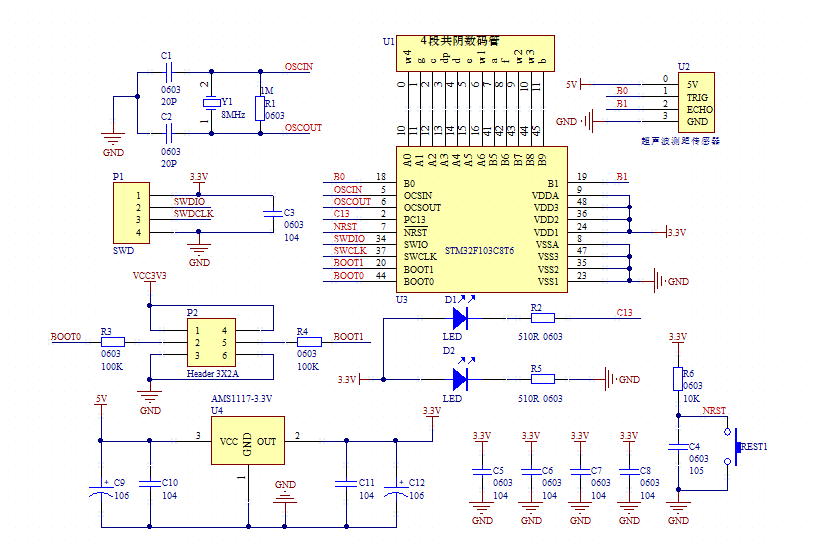 U1
4段共阴数码管
w4 g c dp d e w1 a f w2 w3 b
0 1 2 3 4 5 6 7 8 9 10 11
10 11 12 13 14 15 16 41 42 43 44 45
A0 A1 A2 A3 A4 A5 A6 B5 B6 B7 B8 B9
C1
0603
20P
OSCIN
2
Y1
8MHz
1
1M
R1
0603
C2
0603
20P
OSCOUT
GND
U2
5V 0 5V
B0 1 TRIG
B1 2 ECHO
GND 3 GND
超声波测距传感器
P1
3.3V
1
2 SWDIO
3 SWDCLK
4
SWD
GND
C3
0603
104
B0 18 B0
OSCIN 5 OCSIN
OSCOUT 6 OCSOUT
C13 2 PC13
NRST 7 NRST
SWDIO 34 SWIO
SWCLK 37 SWCLK
BOOT1 20 BOOT1
BOOT0 44 BOOT0
STM32F103C8T6
U3
B1 19 B1
VDDA 9
VDD3 48
VDD2 36
VDD1 24
VSSA 8
VSS3 47
VSS2 35
VSS1 23
3.3V
GND
VCC3V3
P2
BOOT0
R3
0603
100K
1 4
2 5
3 6
Header 3X2A
R4
0603
100K
BOOT1
GND
D1
LED
R2
510R 0603
C13
3.3V
D2
LED
R5
510R 0603
GND
3.3V
R6
0603
10K
NRST
C4
0603
105
REST1
GND
5V
AMS1117-3.3V
U4
3 VCC GND OUT 2
1
3.3V
C9
106
C10
104
GND
C11
104
C12
106
3.3V 3.3V 3.3V 3.3V
C5 C6 C7 C8
0603 0603 0603 0603
104 104 104 104
GND GND GND GND